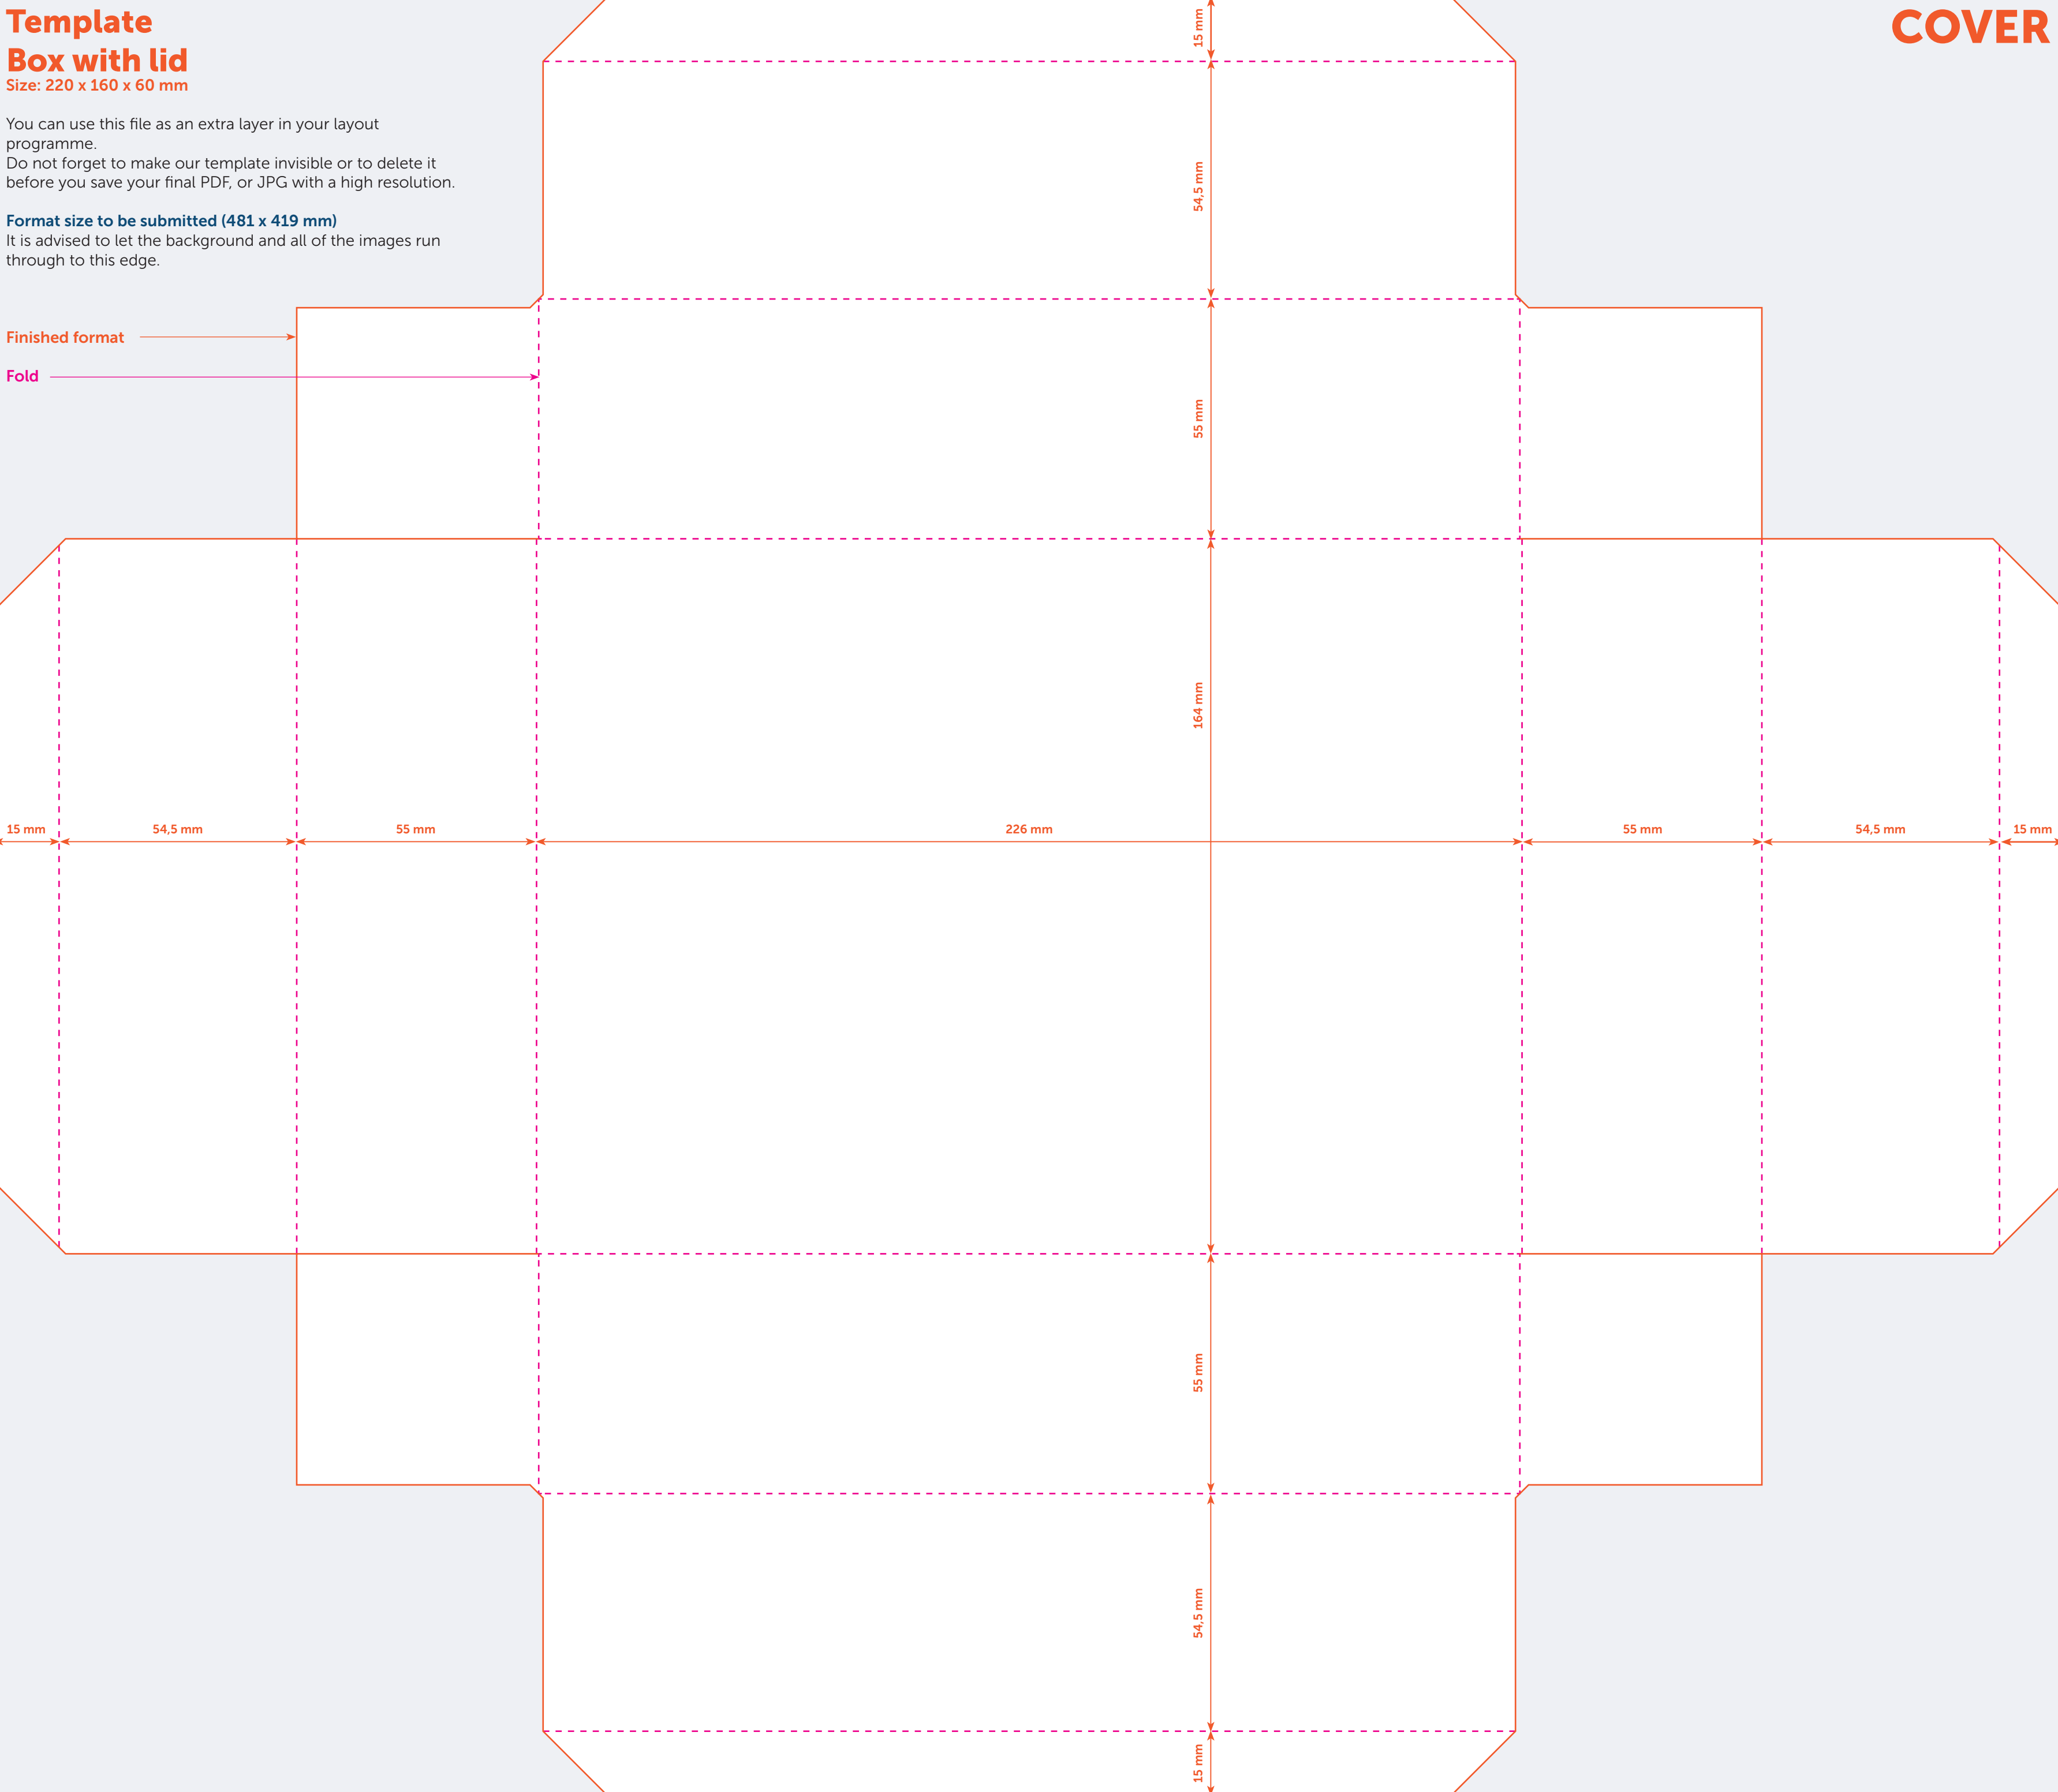 Template
Box with lid
Size: 220 x 160 x 60 mm
COVER
You can use this file as an extra layer in your layout
programme.
Do not forget to make our template invisible or to delete it
before you save your final PDF, or JPG with a high resolution.
Format size to be submitted (481 x 419 mm)
It is advised to let the background and all of the images run
through to this edge.
Finished format
Fold
15 mm
54,5 mm
55 mm
164 mm
15 mm
54,5 mm
55 mm
226 mm
55 mm
54,5 mm
15 mm
55 mm
54,5 mm
15 mm